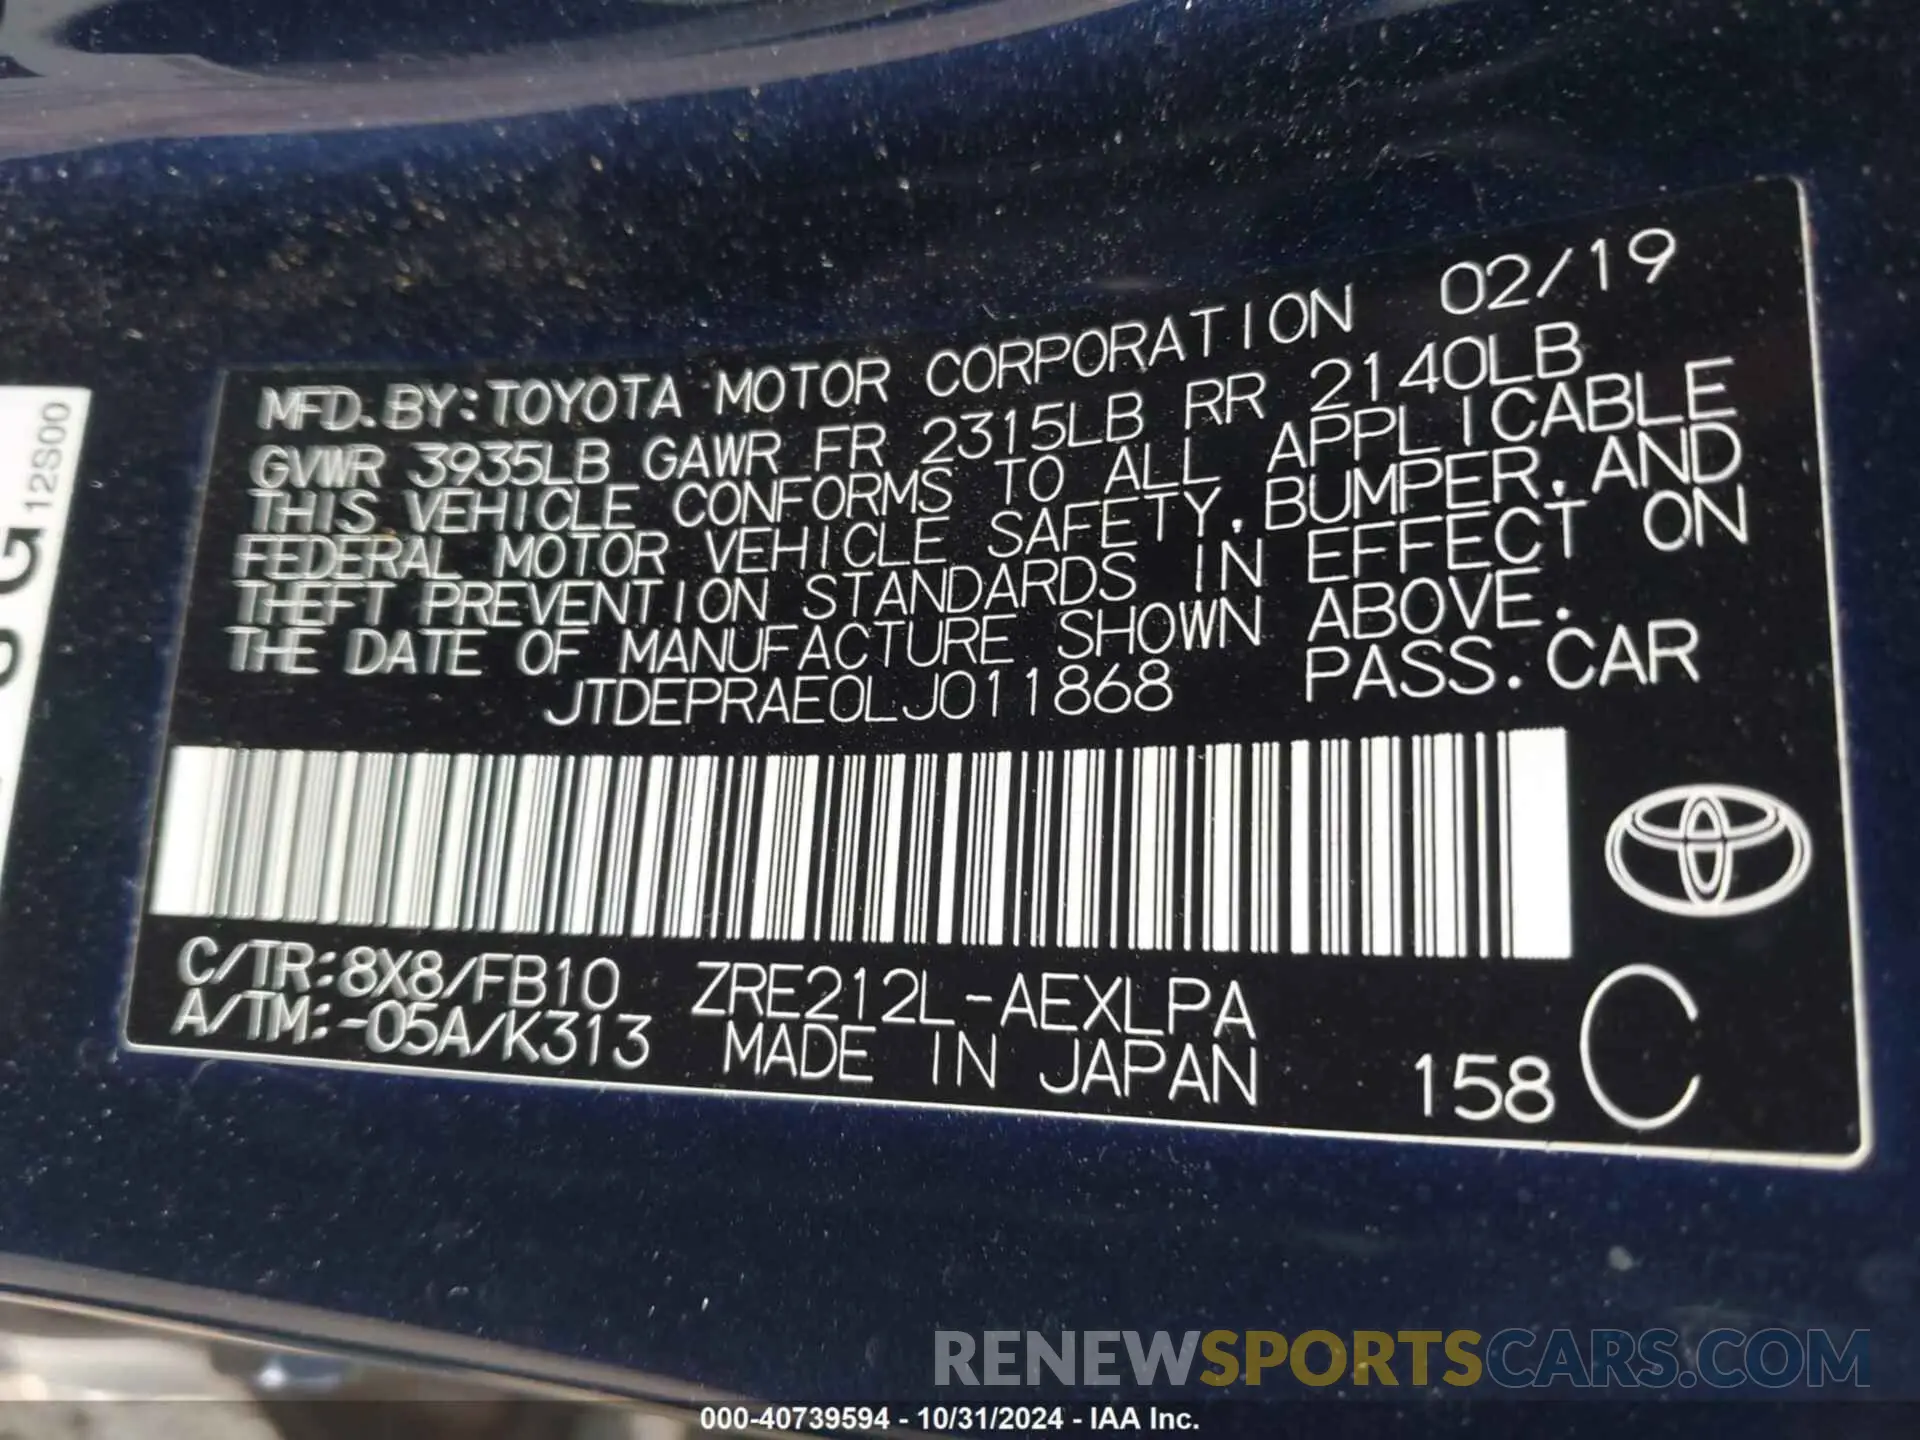 MFD. BY: TOYOTA MOTOR CORPORATION 02/19
GVWR 3935LB GAWR FR 2315LB RR 2140LB
THIS VEHICLE CONFORMS TO ALL APPLICABLE
FEDERAL MOTOR VEHICLE SAFETY, BUMPER, AND
THEFT PREVENTION STANDARDS IN EFFECT ON
THE DATE OF MANUFACTURE SHOWN ABOVE.
JTDEPRAE0LJ011868 PASS. CAR
C/TR:8X8/FB10 ZRE212L-AEXLPA
A/TM:-05A/K313 MADE IN JAPAN 158 C
12S00
RENEWSPORTSCARS.COM
000-40739594 - 10/31/2024 - IAA Inc.